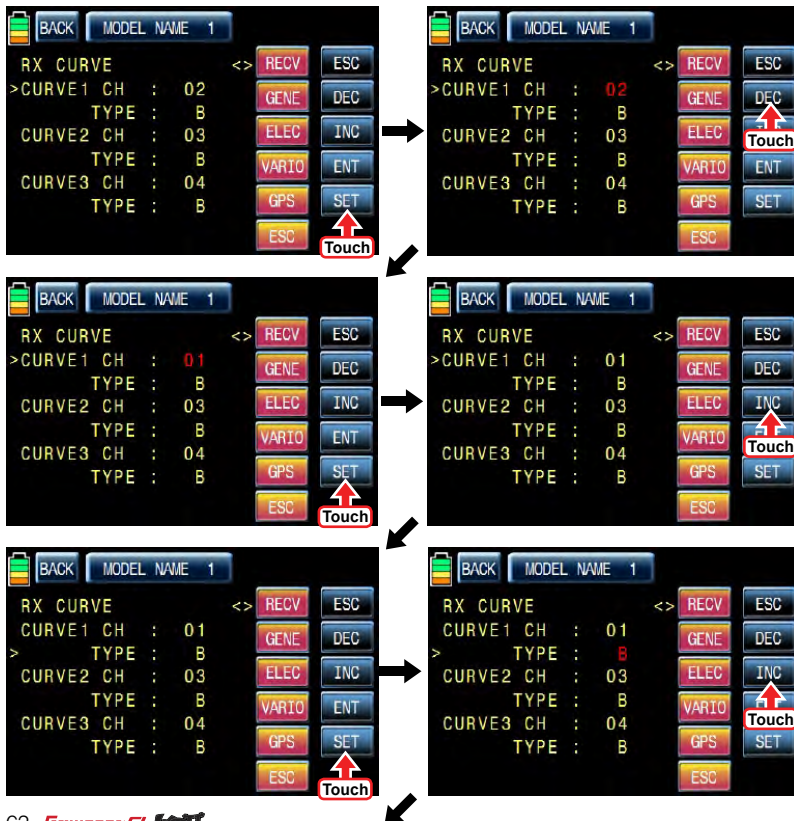 BACK MODEL NAME 1
RX CURVE <> RECV ESC
>CURVE1 CH : 02 GENE DEC
TYPE : B
CURVE2 CH : 03 ELEC INC
TYPE : B VARIO ENT
CURVE3 CH : 04
TYPE : B GPS SET
ESC Touch
BACK MODEL NAME 1
RX CURVE <> RECV ESC
>CURVE1 CH : 02 GENE DEC
TYPE : B
CURVE2 CH : 03 ELEC Touch
TYPE : B VARIO ENT
CURVE3 CH : 04
TYPE : B GPS SET
ESC
BACK MODEL NAME 1
RX CURVE <> RECV ESC
>CURVE1 CH : 01 GENE DEC
TYPE : B
CURVE2 CH : 03 ELEC INC
TYPE : B VARIO ENT
CURVE3 CH : 04
TYPE : B GPS SET
ESC Touch
BACK MODEL NAME 1
RX CURVE <> RECV ESC
>CURVE1 CH : 01 GENE DEC
TYPE : B
CURVE2 CH : 03 ELEC INC
TYPE : B VARIO Touch
CURVE3 CH : 04
TYPE : B GPS SET
ESC
BACK MODEL NAME 1
RX CURVE <> RECV ESC
CURVE1 CH : 01 GENE DEC
> TYPE : B
CURVE2 CH : 03 ELEC INC
TYPE : B VARIO ENT
CURVE3 CH : 04
TYPE : B GPS SET
ESC Touch
BACK MODEL NAME 1
RX CURVE <> RECV ESC
CURVE1 CH : 01 GENE DEC
> TYPE : B
CURVE2 CH : 03 ELEC INC
TYPE : B VARIO Touch
CURVE3 CH : 04
TYPE : B GPS SET
ESC